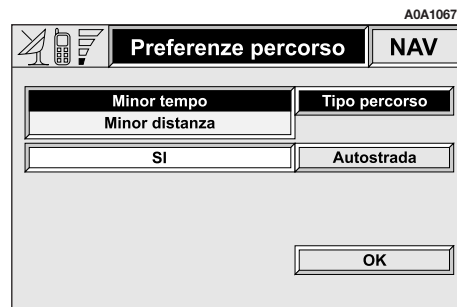 A0A1067
Preferenze percorso NAV
Minor tempo Tipo percorso
Minor distanza
SI Autostrada
OK